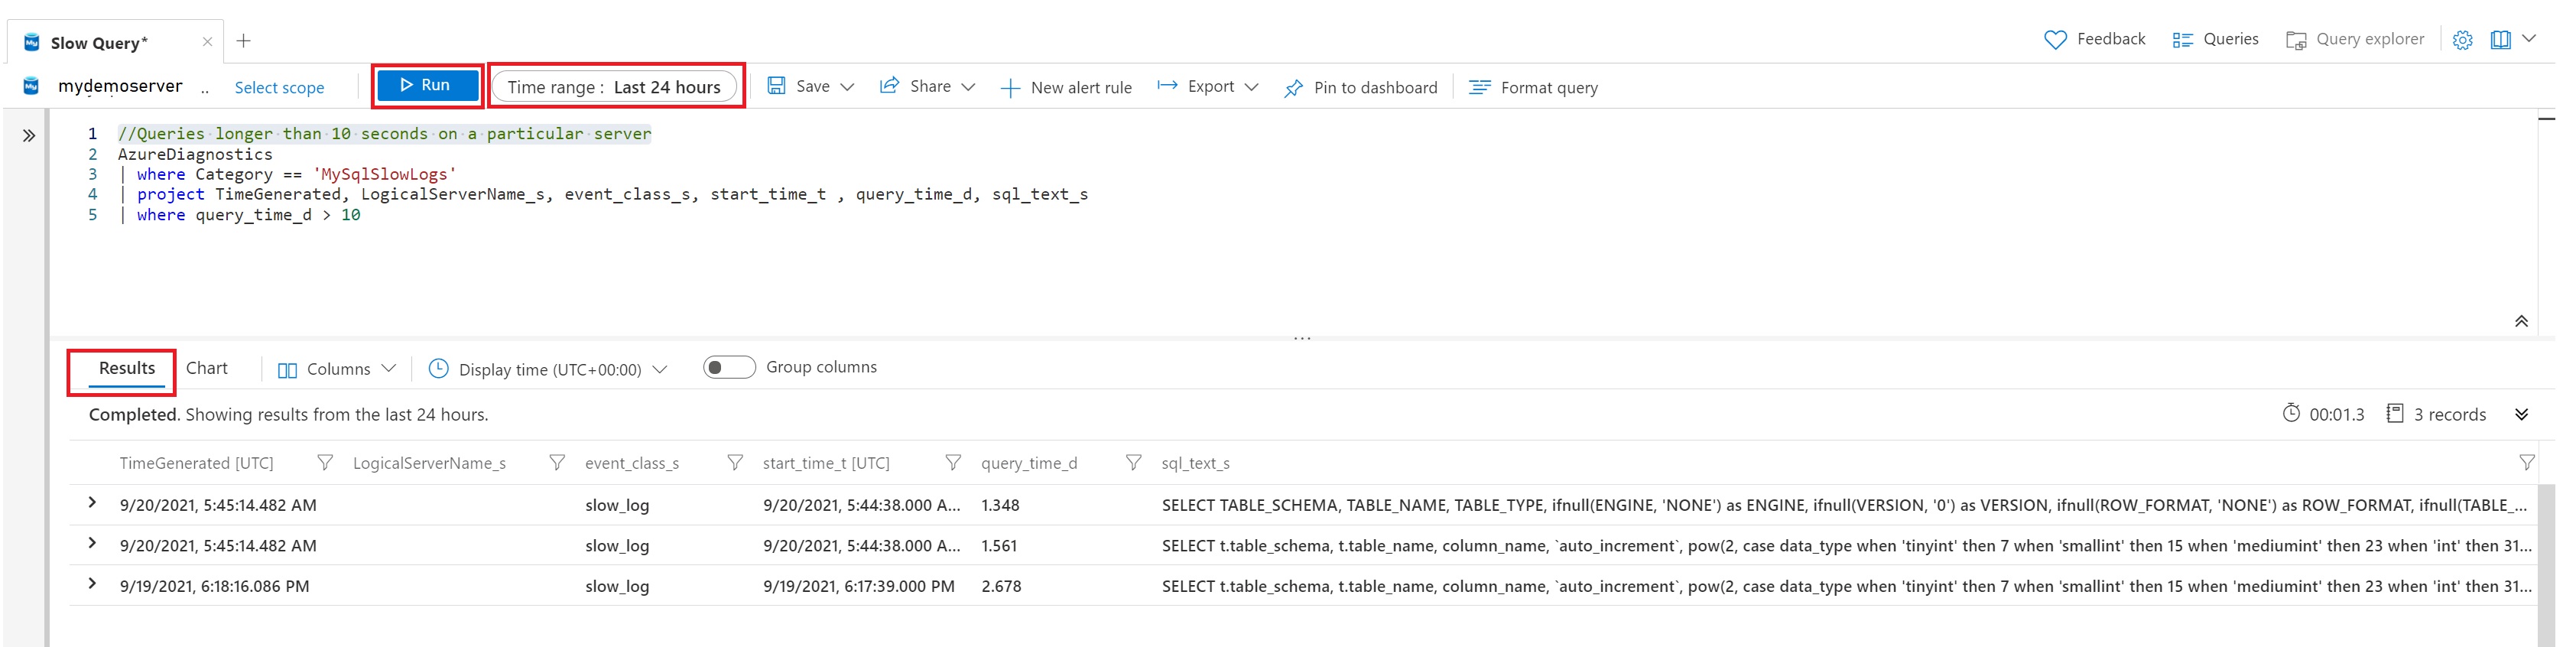 Slow Query*
Feedback Queries Query explorer
mydemoserver .. Select scope Run Time range : Last 24 hours Save Share New alert rule Export Pin to dashboard Format query
1 //Queries longer than 10 seconds on a particular server
2 AzureDiagnostics
3 | where Category == 'MySqlSlowLogs'
4 | project TimeGenerated, LogicalServerName_s, event_class_s, start_time_t , query_time_d, sql_text_s
5 | where query_time_d > 10
Results Chart Columns Display time (UTC+00:00) Group columns
Completed. Showing results from the last 24 hours. 00:01.3 3 records
TimeGenerated [UTC] LogicalServerName_s event_class_s start_time_t [UTC] query_time_d sql_text_s
9/20/2021, 5:45:14.482 AM slow_log 9/20/2021, 5:44:38.000 A... 1.348 SELECT TABLE_SCHEMA, TABLE_NAME, TABLE_TYPE, ifnull(ENGINE, 'NONE') as ENGINE, ifnull(VERSION, '0') as VERSION, ifnull(ROW_FORMAT, 'NONE') as ROW_FORMAT, ifnull(TABLE_...
9/20/2021, 5:45:14.482 AM slow_log 9/20/2021, 5:44:38.000 A... 1.561 SELECT t.table_schema, t.table_name, column_name, `auto_increment`, pow(2, case data_type when 'tinyint' then 7 when 'smallint' then 15 when 'mediumint' then 23 when 'int' then 31...
9/19/2021, 6:18:16.086 PM slow_log 9/19/2021, 6:17:39.000 PM 2.678 SELECT t.table_schema, t.table_name, column_name, `auto_increment`, pow(2, case data_type when 'tinyint' then 7 when 'smallint' then 15 when 'mediumint' then 23 when 'int' then 31...